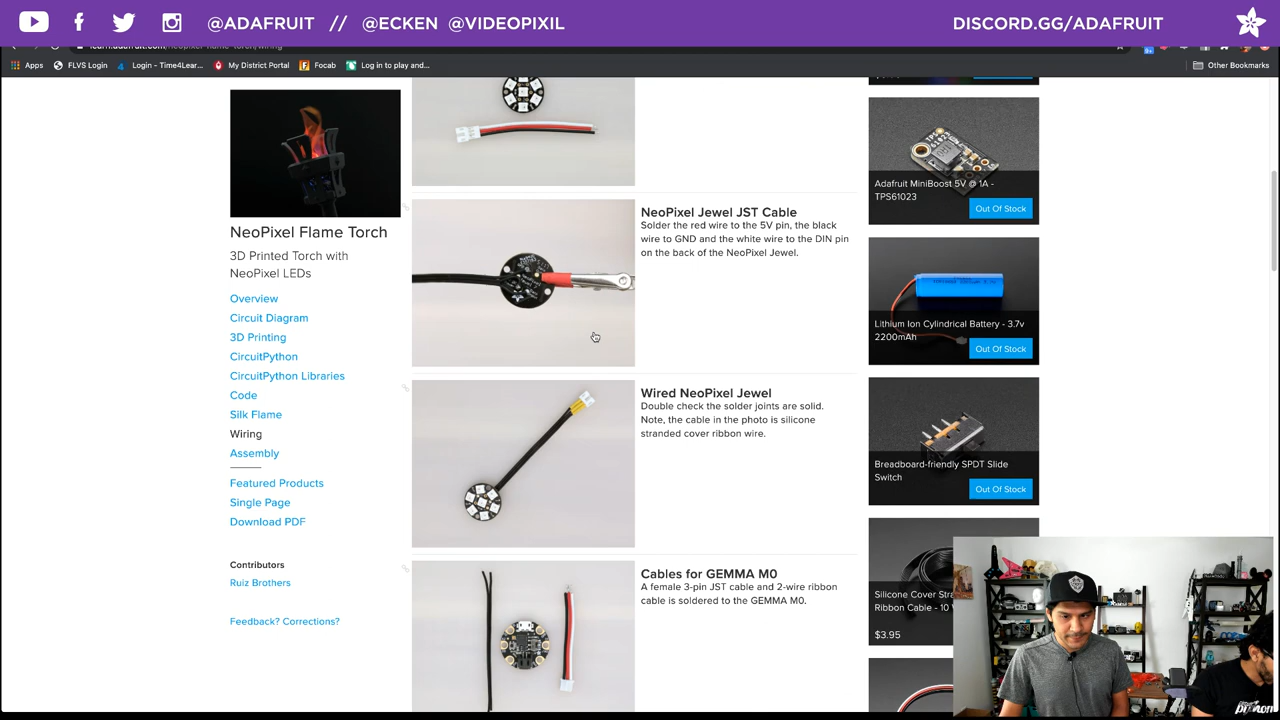 @ADAFRUIT // @ECKEN @VIDEOPIXIL
DISCORD.GG/ADAFRUIT
learn.adafruit.com/neopixel-flame-torch/wiring
Apps
FLVS Login
Login - Time4Lear...
My District Portal
Focab
Log in to play and...
Other Bookmarks
NeoPixel Flame Torch
3D Printed Torch with
NeoPixel LEDs
Overview
Circuit Diagram
3D Printing
CircuitPython
CircuitPython Libraries
Code
Silk Flame
Wiring
Assembly
Featured Products
Single Page
Download PDF
Contributors
Ruiz Brothers
Feedback? Corrections?
NeoPixel Jewel JST Cable
Solder the red wire to the 5V pin, the black
wire to GND and the white wire to the DIN pin
on the back of the NeoPixel Jewel.
Wired NeoPixel Jewel
Double check the solder joints are solid.
Note, the cable in the photo is silicone
stranded cover ribbon wire.
Cables for GEMMA M0
A female 3-pin JST cable and 2-wire ribbon
cable is soldered to the GEMMA M0.
Adafruit MiniBoost 5V @ 1A -
TPS61023
Out Of Stock
Lithium Ion Cylindrical Battery - 3.7v
2200mAh
Out Of Stock
Breadboard-friendly SPDT Slide
Switch
Out Of Stock
Silicone Cover Stra
Ribbon Cable - 10
$3.95